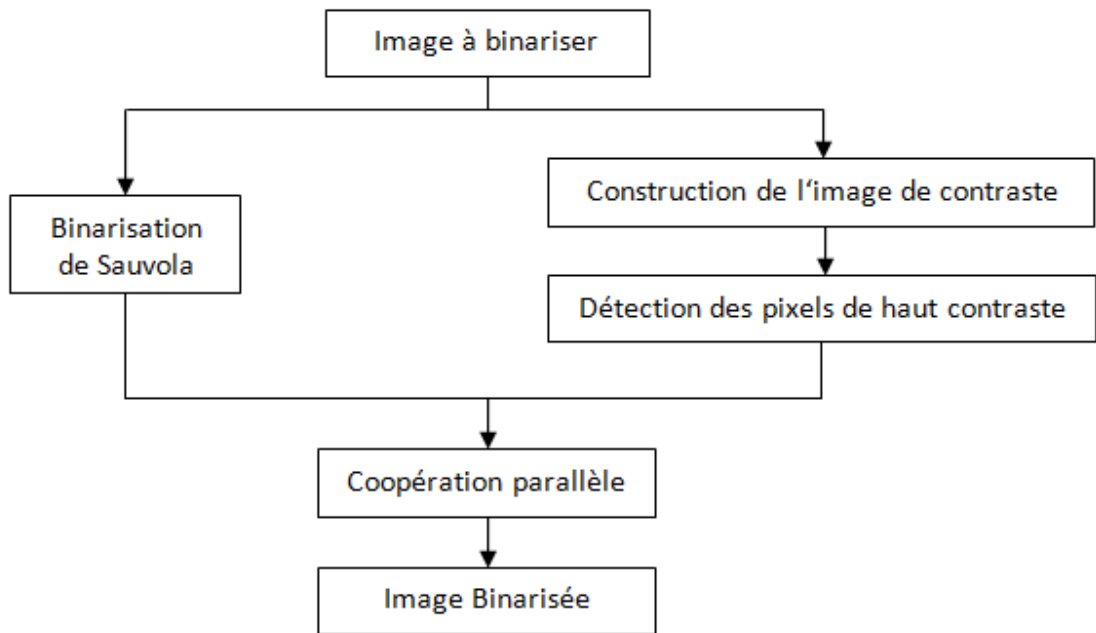 Image à binariser
Binarisation
de Sauvola
Construction de l‘image de contraste
Détection des pixels de haut contraste
Coopération parallèle
Image Binarisée